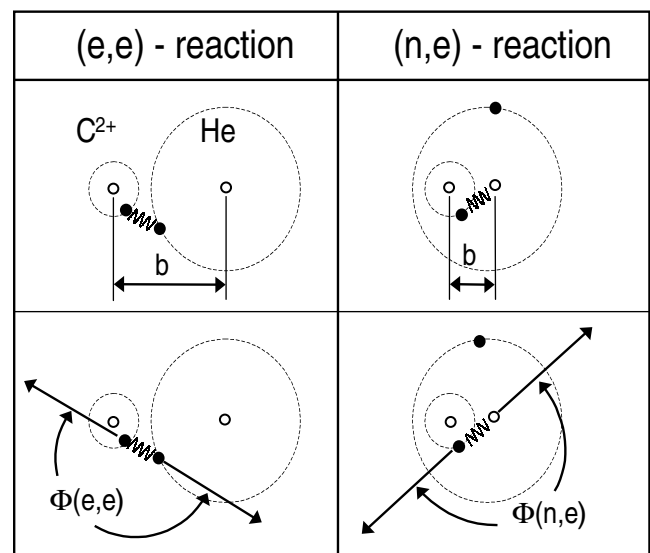 (e,e) - reaction
(n,e) - reaction
C²⁺
He
b
b
Φ(e,e)
Φ(n,e)